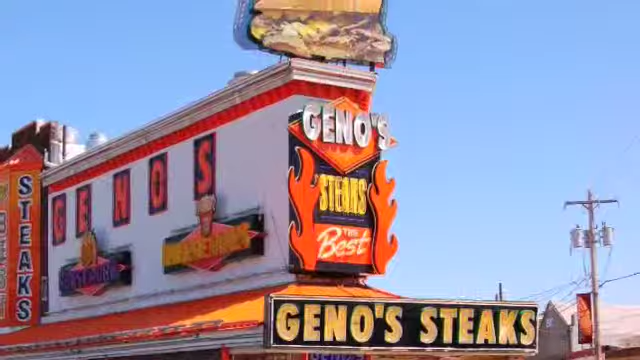 GENO'S
STEAKS
THE
Best
GENOS
STEAKS
GENO'S STEAKS